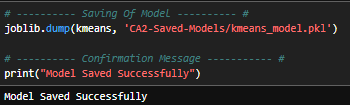 # ---------- Saving Of Model ---------- #
joblib.dump(kmeans, 'CA2-Saved-Models/kmeans_model.pkl')
# ---------- Confirmation Message ----------- #
print("Model Saved Successfully")
Model Saved Successfully